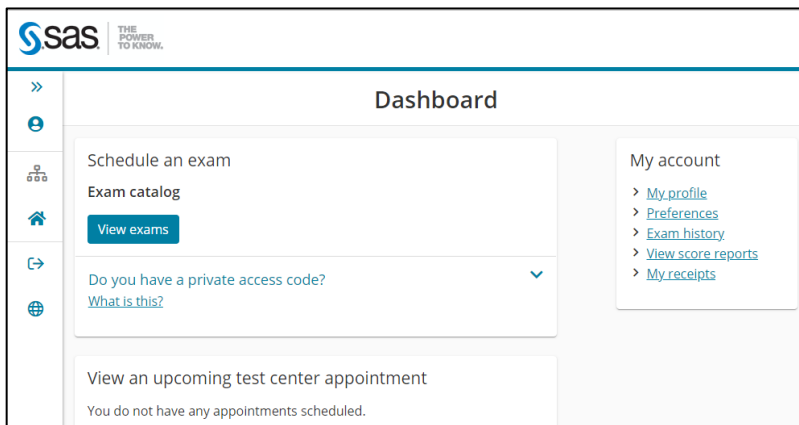 sas THE
POWER
TO KNOW.
Dashboard
Schedule an exam
Exam catalog
View exams
Do you have a private access code?
What is this?
View an upcoming test center appointment
You do not have any appointments scheduled.
My account
My profile
Preferences
Exam history
View score reports
My receipts